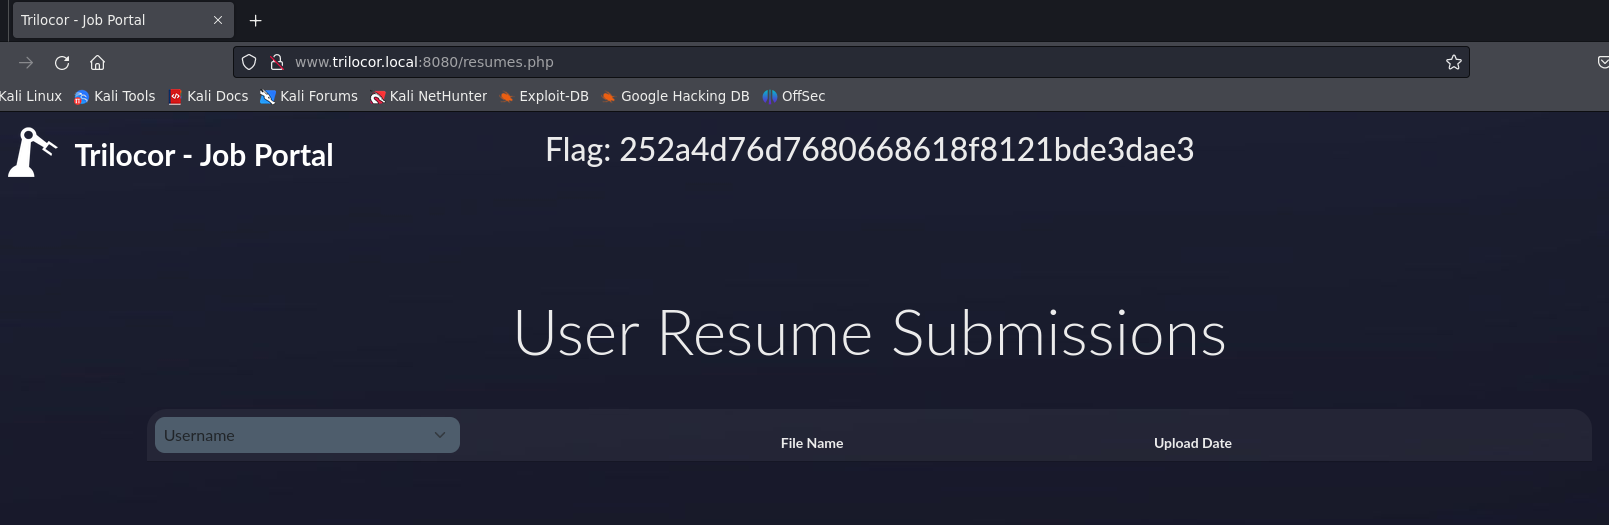 Trilocor - Job Portal
www.trilocor.local:8080/resumes.php
Kali Linux Kali Tools Kali Docs Kali Forums Kali NetHunter Exploit-DB Google Hacking DB OffSec
Trilocor - Job Portal Flag: 252a4d76d7680668618f8121bde3dae3
User Resume Submissions
Username File Name Upload Date